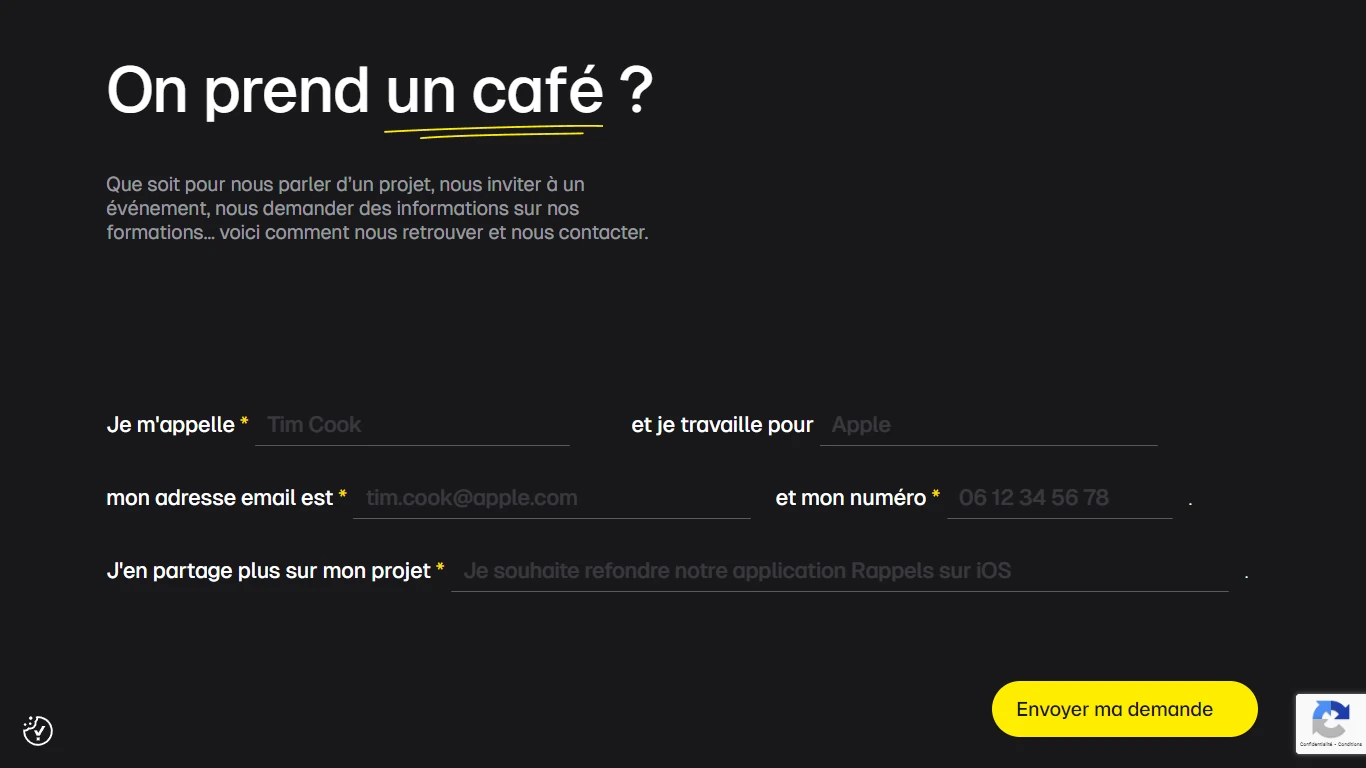 On prend un café ?
Que soit pour nous parler d’un projet, nous inviter à un
événement, nous demander des informations sur nos
formations... voici comment nous retrouver et nous contacter.
Je m'appelle * Tim Cook et je travaille pour Apple
mon adresse email est * tim.cook@apple.com et mon numéro * 06 12 34 56 78 .
J'en partage plus sur mon projet * Je souhaite refondre notre application Rappels sur iOS .
Envoyer ma demande
Confidentialité - Conditions